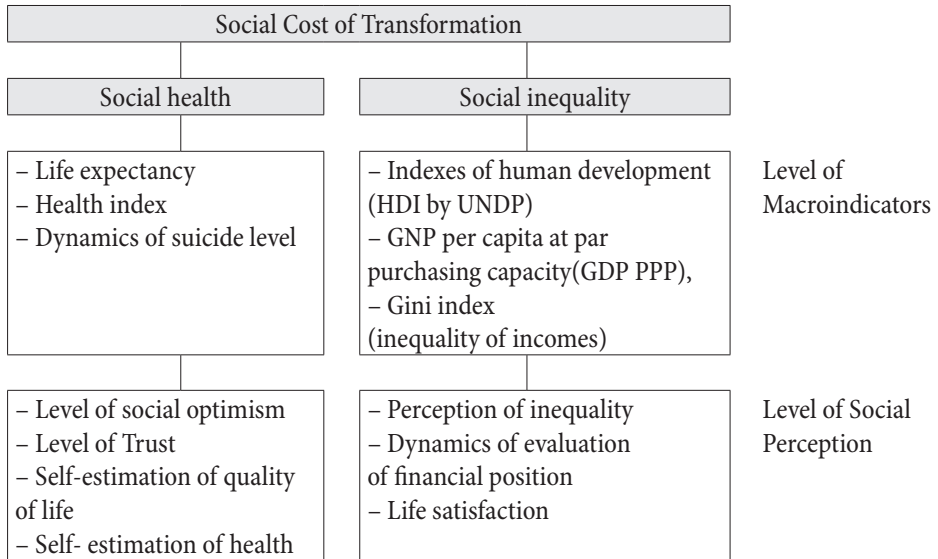 Social Cost of Transformation
Social health
Social inequality
– Life expectancy
– Health index
– Dynamics of suicide level
– Indexes of human development
(HDI by UNDP)
– GNP per capita at par
purchasing capacity(GDP PPP),
– Gini index
(inequality of incomes)
Level of
Macroindicators
– Level of social optimism
– Level of Trust
– Self-estimation of quality
of life
– Self- estimation of health
– Perception of inequality
– Dynamics of evaluation
of financial position
– Life satisfaction
Level of Social
Perception